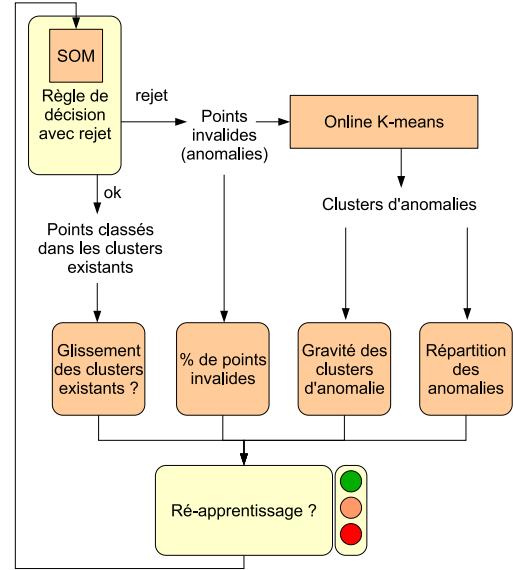 SOM
Règle de
décision
avec rejet
rejet
Points
invalides
(anomalies)
Online K-means
ok
Clusters d'anomalies
Points classés
dans les clusters
existants
Glissement
des clusters
existants ?
% de points
invalides
Gravité des
clusters
d'anomalie
Répartition
des
anomalies
Ré-apprentissage ?